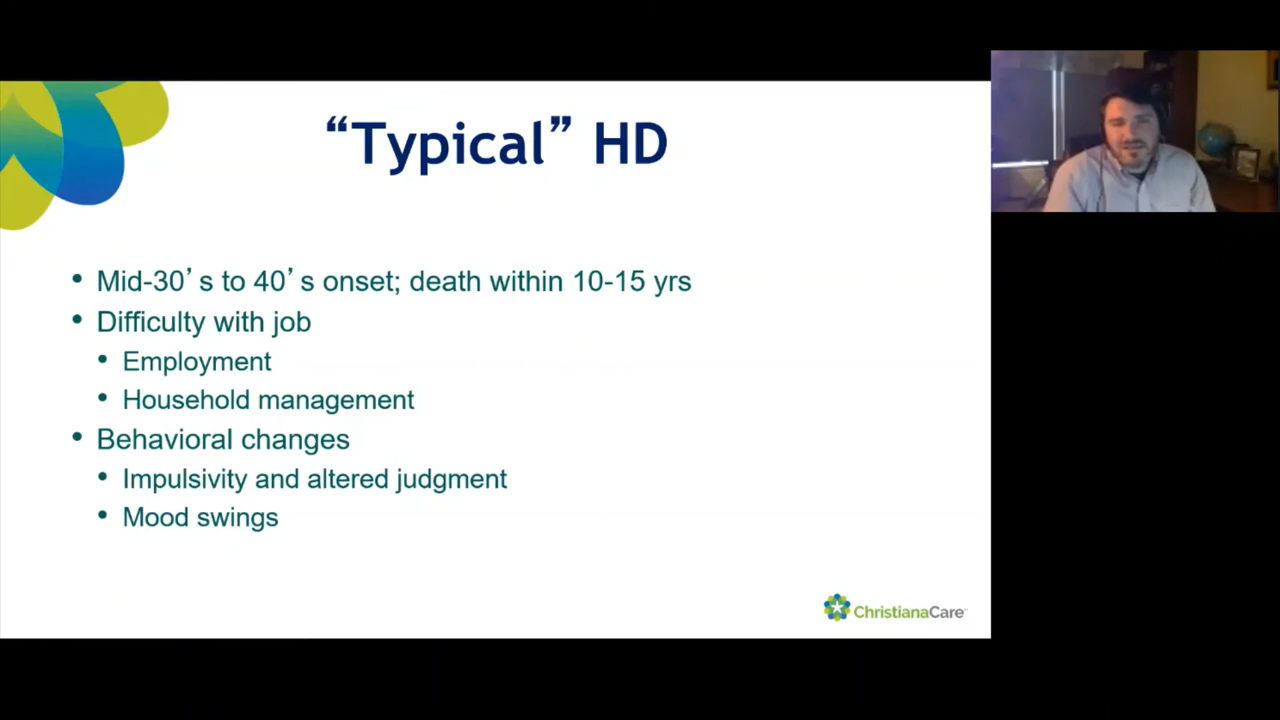 “Typical” HD
• Mid-30’s to 40’s onset; death within 10-15 yrs
• Difficulty with job
• Employment
• Household management
• Behavioral changes
• Impulsivity and altered judgment
• Mood swings
ChristianaCare